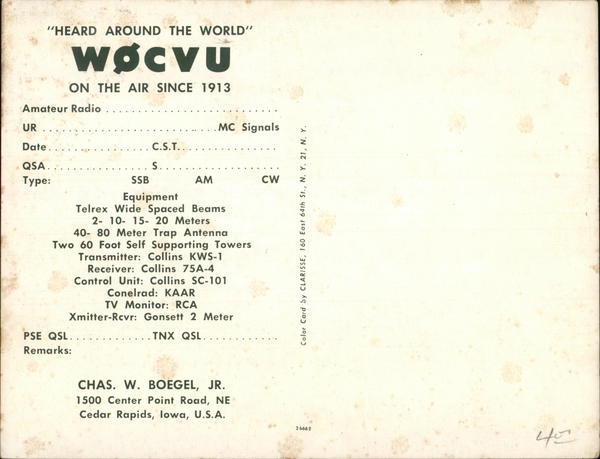 "HEARD AROUND THE WORLD"
WØCVU
ON THE AIR SINCE 1913
Amateur Radio ............................
UR ..............................MC Signals
Date...............C.S.T.................
QSA.................S.....................
Type: SSB AM CW
Equipment
Telrex Wide Spaced Beams
2- 10- 15- 20 Meters
40- 80 Meter Trap Antenna
Two 60 Foot Self Supporting Towers
Transmitter: Collins KWS-1
Receiver: Collins 75A-4
Control Unit: Collins SC-101
Conelrad: KAAR
TV Monitor: RCA
Xmitter-Rcvr: Gonsett 2 Meter
PSE QSL..............TNX QSL.............
Remarks:
CHAS. W. BOEGEL, JR.
1500 Center Point Road, NE
Cedar Rapids, Iowa, U.S.A.
Color Card by CLARISSE, 160 East 64th St., N. Y. 21, N. Y.